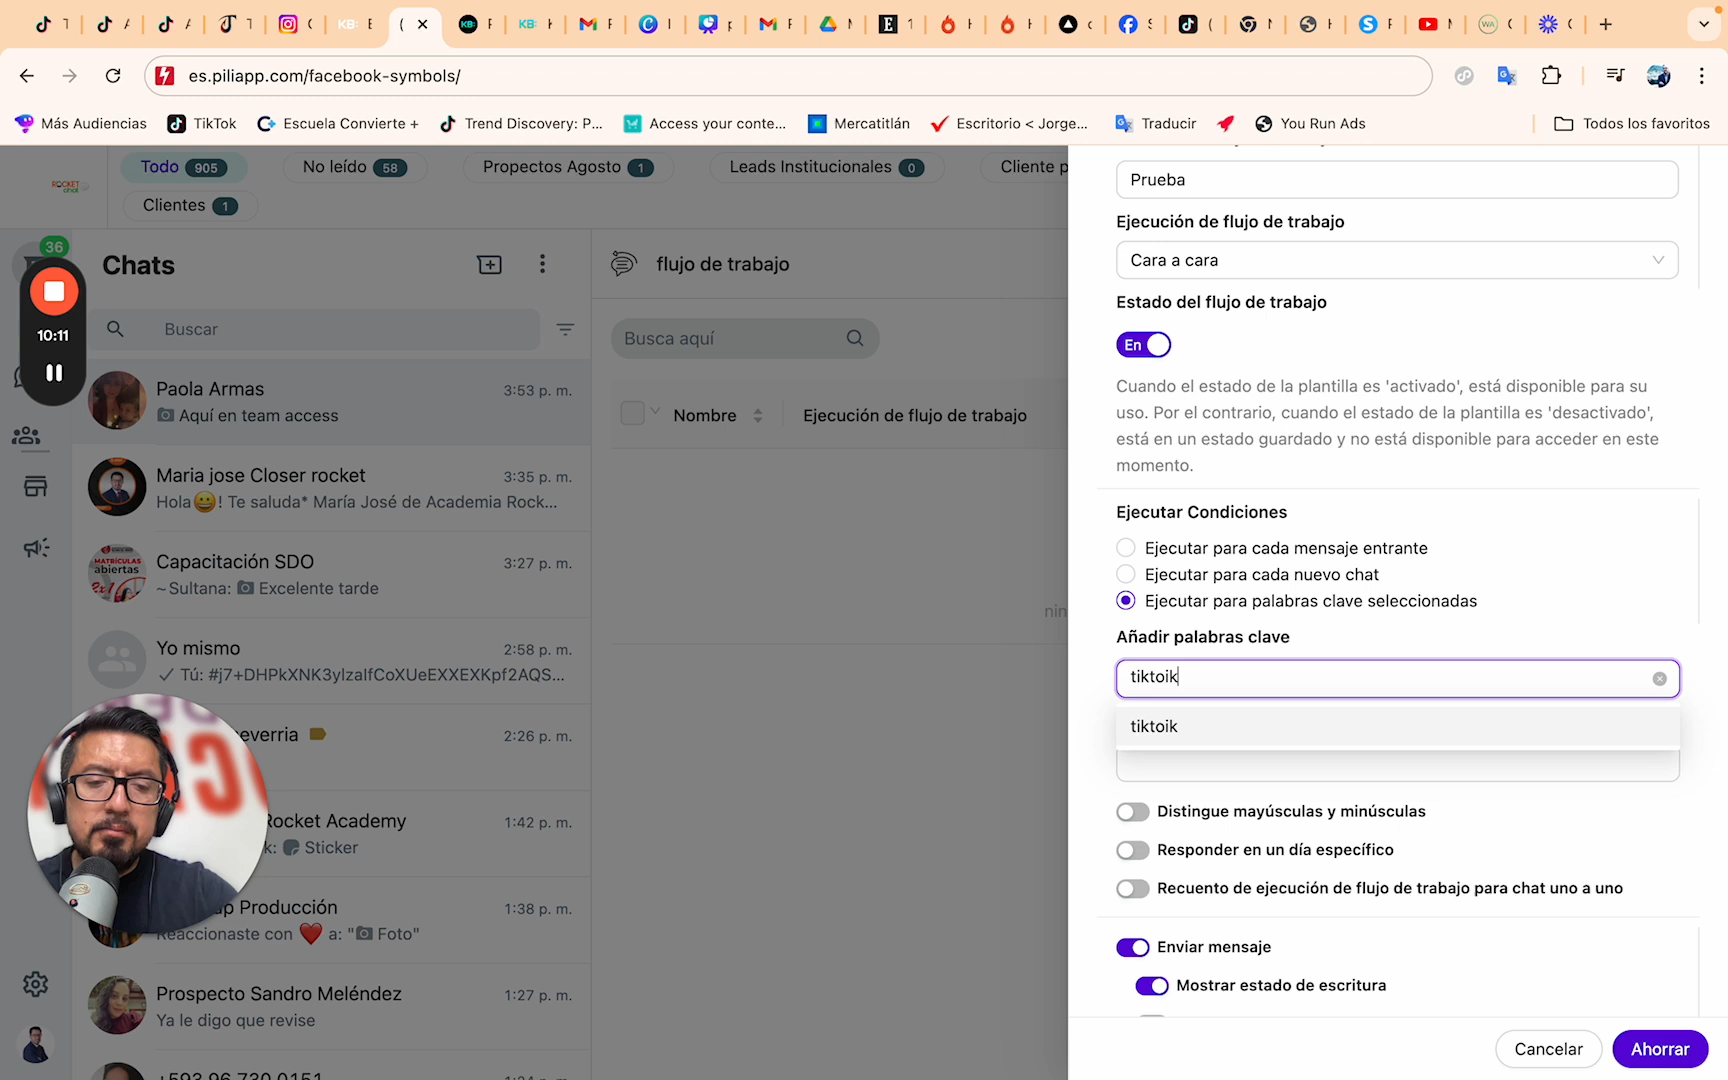 es.piliapp.com/facebook-symbols/
Más Audiencias
TikTok
Escuela Convierte +
Trend Discovery: P...
Access your conte...
Mercatitlán
Escritorio < Jorge...
Traducir
You Run Ads
Todos los favoritos
ROCKET
chat
Todo 905
No leído 58
Propectos Agosto 1
Leads Institucionales 0
Cliente p
Clientes 1
36
10:11
Chats
Buscar
Paola Armas 3:53 p. m.
Aquí en team access
Maria jose Closer rocket 3:35 p. m.
Hola😀! Te saluda* María José de Academia Rock...
Capacitación SDO 3:27 p. m.
~Sultana: Excelente tarde
MATRÍCULAS
abiertas
Yo mismo 2:58 p. m.
Tú: #j7+DHPkXNK3ylzaIfCoXUeEXXEXKpf2AQS...
everria 2:26 p. m.
Rocket Academy 1:42 p. m.
k: Sticker
p Producción 1:38 p. m.
Reaccionaste con ❤️ a: "📷 Foto"
Prospecto Sandro Meléndez 1:27 p. m.
Ya le digo que revise
+593 96 730 0151
flujo de trabajo
Busca aquí
Nombre
Ejecución de flujo de trabajo
nin
Prueba
Ejecución de flujo de trabajo
Cara a cara
Estado del flujo de trabajo
En
Cuando el estado de la plantilla es 'activado', está disponible para su
uso. Por el contrario, cuando el estado de la plantilla es 'desactivado',
está en un estado guardado y no está disponible para acceder en este
momento.
Ejecutar Condiciones
Ejecutar para cada mensaje entrante
Ejecutar para cada nuevo chat
Ejecutar para palabras clave seleccionadas
Añadir palabras clave
tiktoik
tiktoik
Distingue mayúsculas y minúsculas
Responder en un día específico
Recuento de ejecución de flujo de trabajo para chat uno a uno
Enviar mensaje
Mostrar estado de escritura
Cancelar
Ahorrar